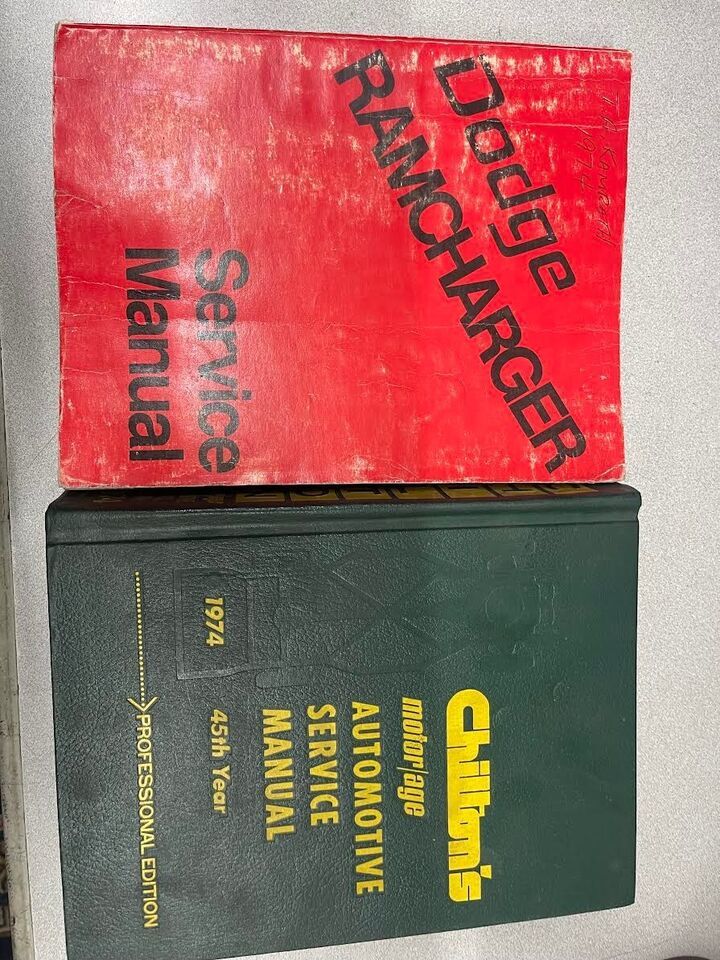 Dodge
RAMCHARGER
Service
Manual
1974
Chilton's
motor/age
AUTOMOTIVE
SERVICE
MANUAL
45th Year
1974
PROFESSIONAL EDITION